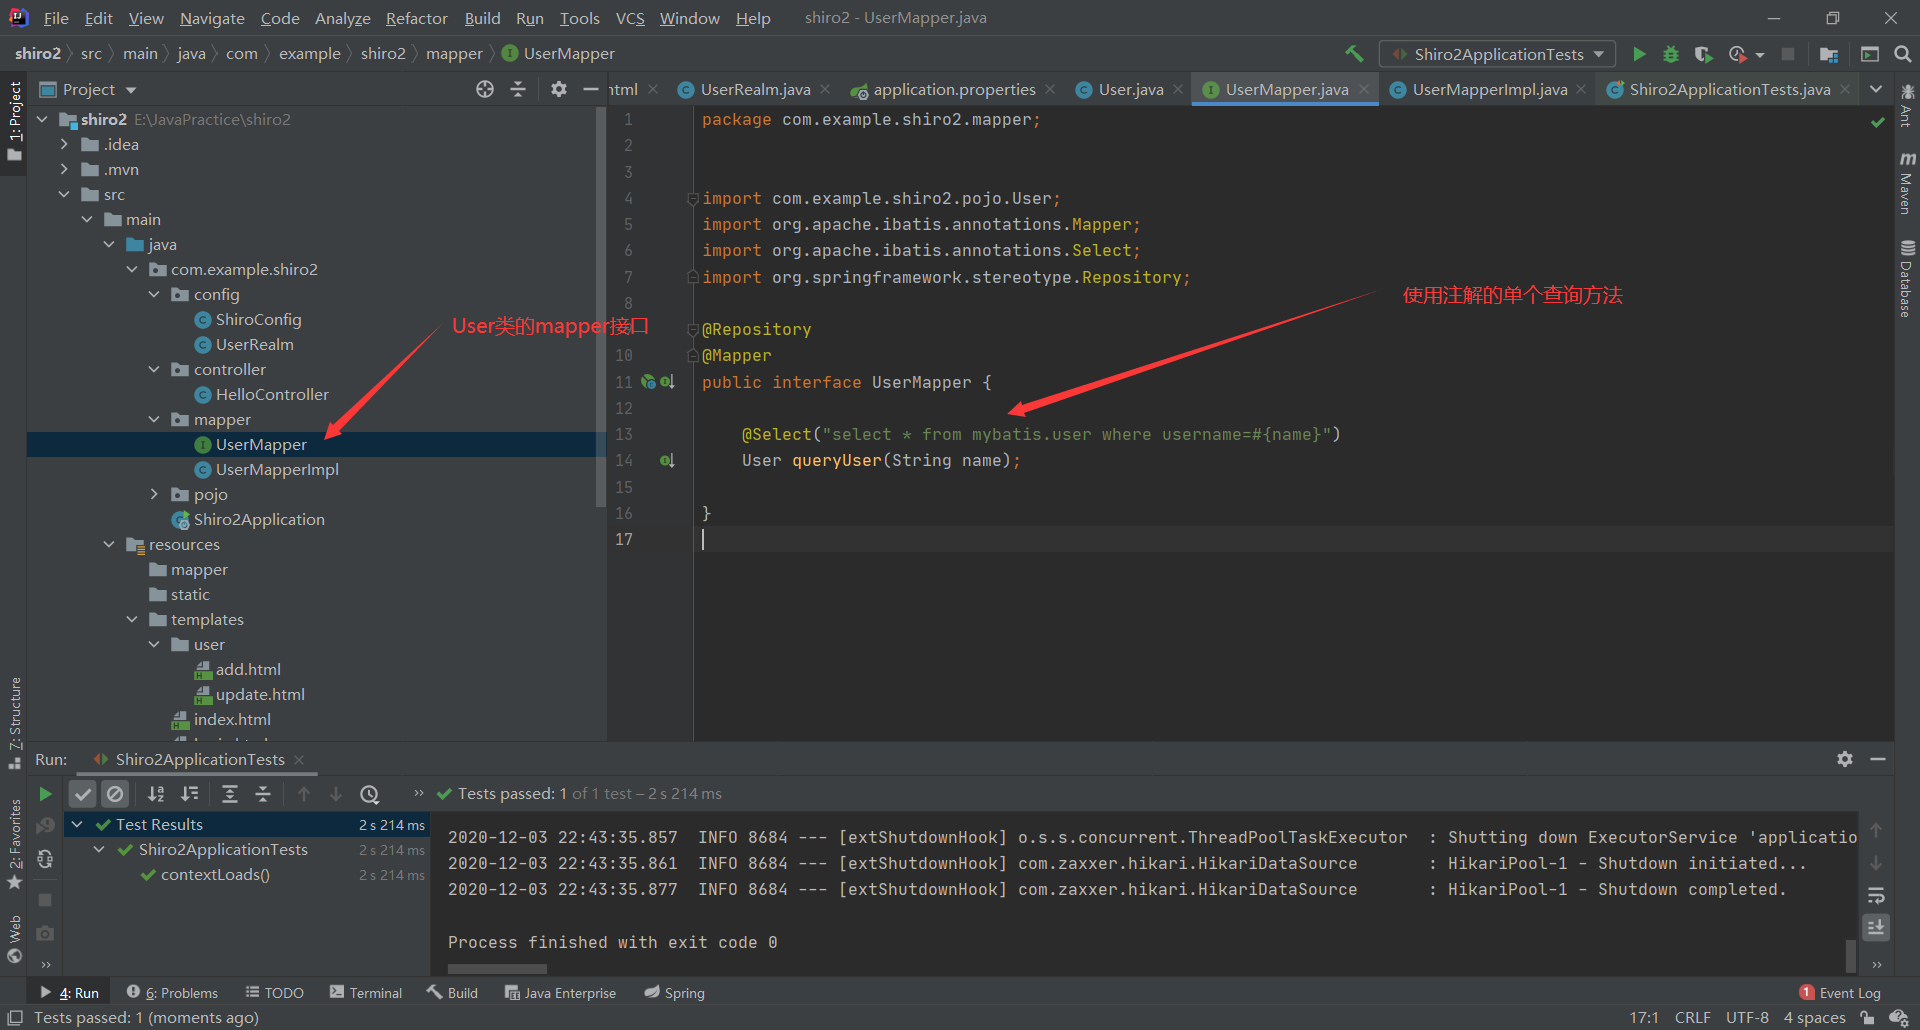 File Edit View Navigate Code Analyze Refactor Build Run Tools VCS Window Help shiro2 - UserMapper.java
shiro2 src main java com example shiro2 mapper UserMapper
Shiro2ApplicationTests
Project
html UserRealm.java application.properties User.java UserMapper.java UserMapperImpl.java Shiro2ApplicationTests.java
1: Project
shiro2 E:\JavaPractice\shiro2
.idea
.mvn
src
main
java
com.example.shiro2
config
ShiroConfig
UserRealm
controller
HelloController
mapper
UserMapper
UserMapperImpl
pojo
Shiro2Application
resources
mapper
static
templates
user
add.html
update.html
index.html
User类的mapper接口
1 package com.example.shiro2.mapper;
2
3
4 import com.example.shiro2.pojo.User;
5 import org.apache.ibatis.annotations.Mapper;
6 import org.apache.ibatis.annotations.Select;
7 import org.springframework.stereotype.Repository;
8
使用注解的单个查询方法
@Repository
10 @Mapper
11 public interface UserMapper {
12
13 @Select("select * from mybatis.user where username=#{name}")
14 User queryUser(String name);
15
16 }
17
Ant
Maven
Database
7: Structure
2: Favorites
Web
Run: Shiro2ApplicationTests
Tests passed: 1 of 1 test – 2 s 214 ms
Test Results 2 s 214 ms
Shiro2ApplicationTests 2 s 214 ms
contextLoads() 2 s 214 ms
2020-12-03 22:43:35.857 INFO 8684 --- [extShutdownHook] o.s.s.concurrent.ThreadPoolTaskExecutor : Shutting down ExecutorService 'applicatio
2020-12-03 22:43:35.861 INFO 8684 --- [extShutdownHook] com.zaxxer.hikari.HikariDataSource : HikariPool-1 - Shutdown initiated...
2020-12-03 22:43:35.877 INFO 8684 --- [extShutdownHook] com.zaxxer.hikari.HikariDataSource : HikariPool-1 - Shutdown completed.
Process finished with exit code 0
4: Run 6: Problems TODO Terminal Build Java Enterprise Spring 1 Event Log
Tests passed: 1 (moments ago) 17:1 CRLF UTF-8 4 spaces